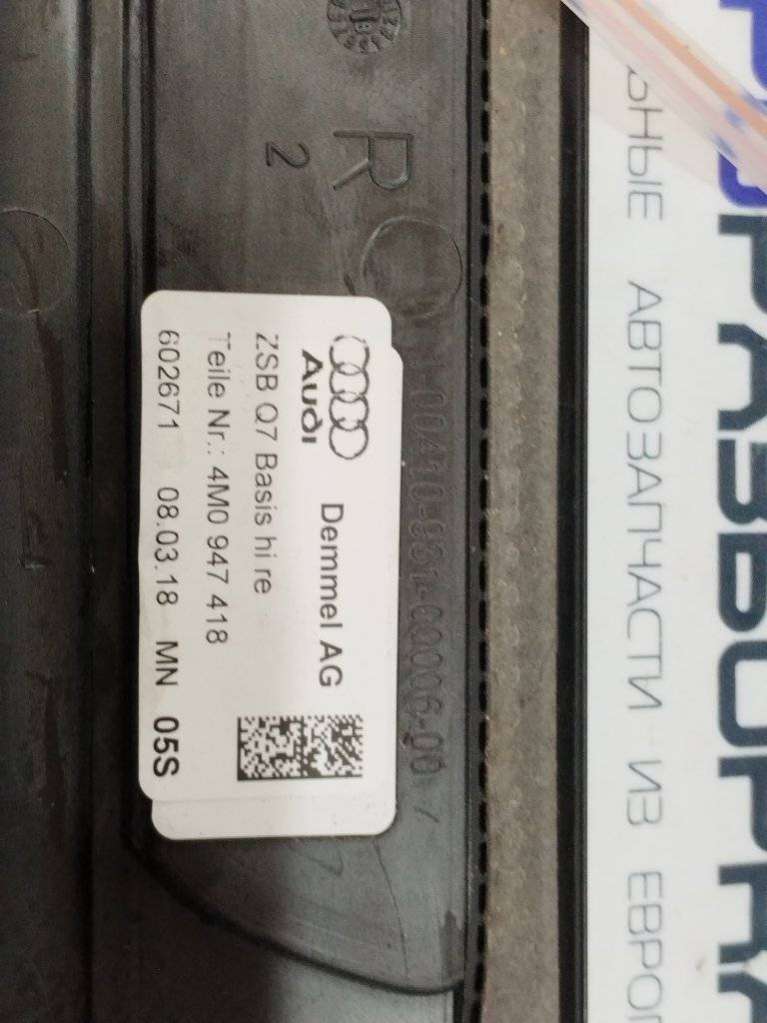 R
2
Audi
Demmel AG
ZSB Q7 Basis hi re
Teile Nr.: 4M0 947 418
602671 08.03.18 MN 05S
АВТОЗАПЧАСТИ ИЗ